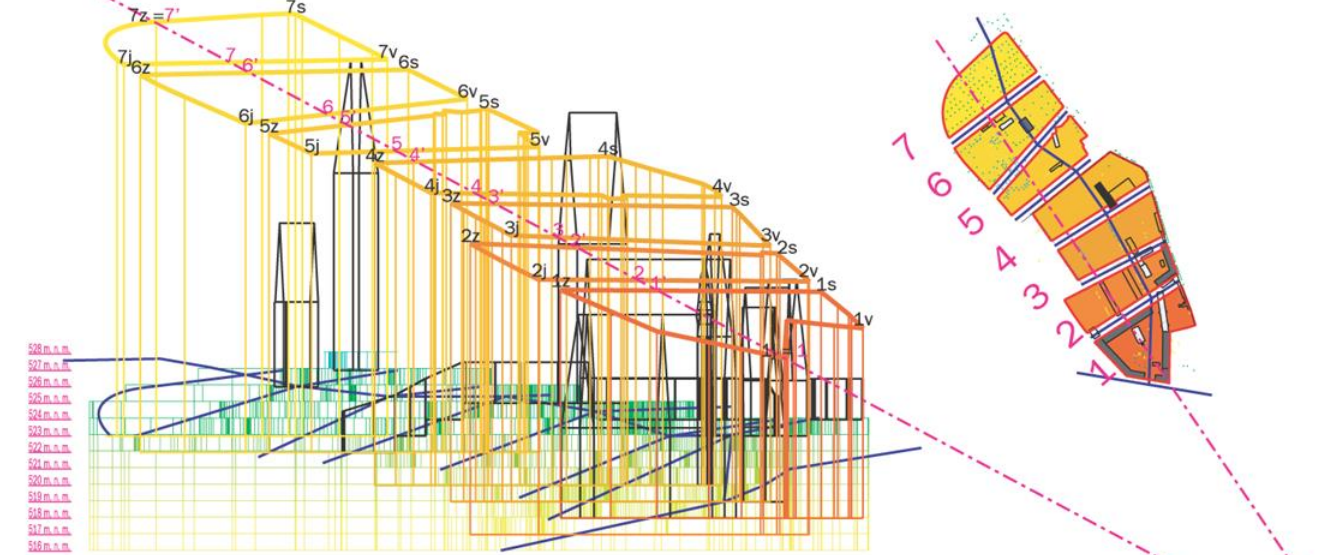 7z =7'
7s
7v
7j
7
6'
6z
6s
6v
6j
6
5'
5z
5s
5v
5j
5
4'
4z
4s
4v
4j
4
3'
3z
3s
3v
3j
3
2'
2z
2s
2v
2j
2
1'
1z
1s
1v
1
528 m.n.m.
527 m.n.m.
526 m.n.m.
525 m.n.m.
524 m.n.m.
523 m.n.m.
522 m.n.m.
521 m.n.m.
520 m.n.m.
519 m.n.m.
518 m.n.m.
517 m.n.m.
516 m.n.m.
7
6
5
4
3
2
1